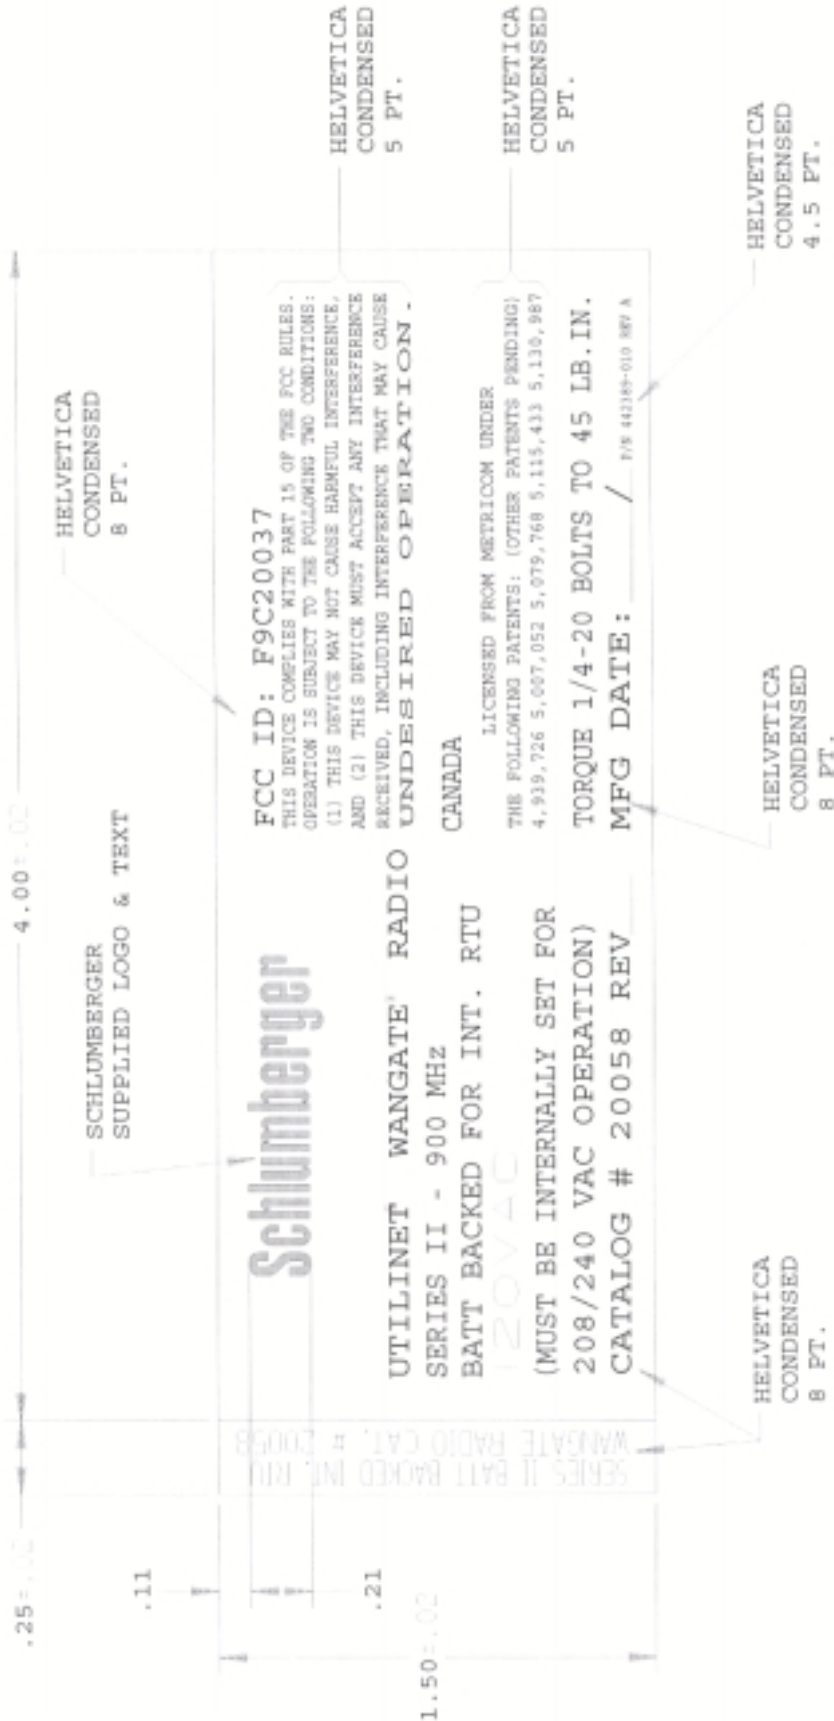 4.00±.02
.25±.02
SCHLUMBERGER
SUPPLIED LOGO & TEXT
HELVETICA
CONDENSED
8 PT.
.11
.21
1.50±.02
Schlumberger
UTILINET WANGATE' RADIO
SERIES II - 900 MHz
BATT BACKED FOR INT. RTU
120VAC
(MUST BE INTERNALLY SET FOR
208/240 VAC OPERATION)
CATALOG # 20058 REV
SERIES II BATT BACKED INT. RTU
WANGATE RADIO CAT. # 20058
FCC ID: F9C20037
THIS DEVICE COMPLIES WITH PART 15 OF THE FCC RULES.
OPERATION IS SUBJECT TO THE FOLLOWING TWO CONDITIONS:
(1) THIS DEVICE MAY NOT CAUSE HARMFUL INTERFERENCE,
AND (2) THIS DEVICE MUST ACCEPT ANY INTERFERENCE
RECEIVED, INCLUDING INTERFERENCE THAT MAY CAUSE
UNDESIRED OPERATION.
CANADA
LICENSED FROM METRICOM UNDER
THE FOLLOWING PATENTS: (OTHER PATENTS PENDING)
4,939,726 5,007,052 5,079,768 5,115,433 5,130,987
TORQUE 1/4-20 BOLTS TO 45 LB.IN.
MFG DATE: /
P/N 442389-010 REV A
HELVETICA
CONDENSED
5 PT.
HELVETICA
CONDENSED
5 PT.
HELVETICA
CONDENSED
8 PT.
HELVETICA
CONDENSED
8 PT.
HELVETICA
CONDENSED
4.5 PT.